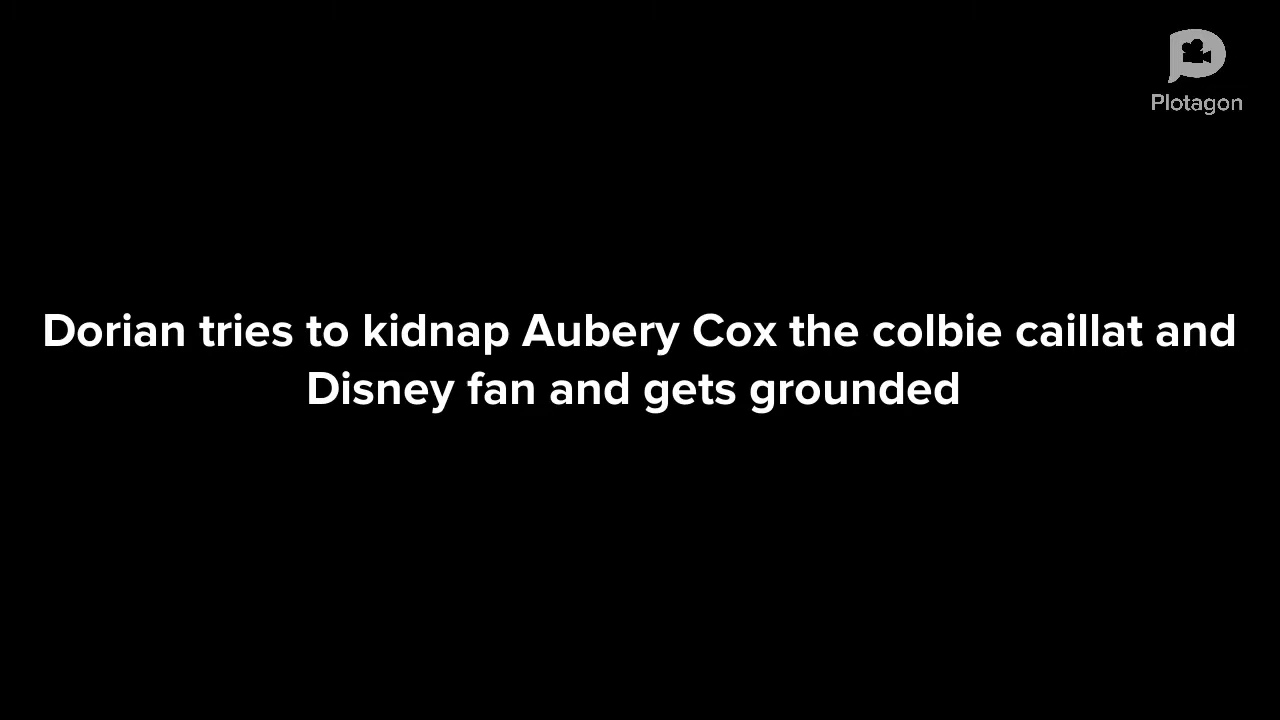 Plotagon
Dorian tries to kidnap Aubery Cox the colbie caillat and
Disney fan and gets grounded